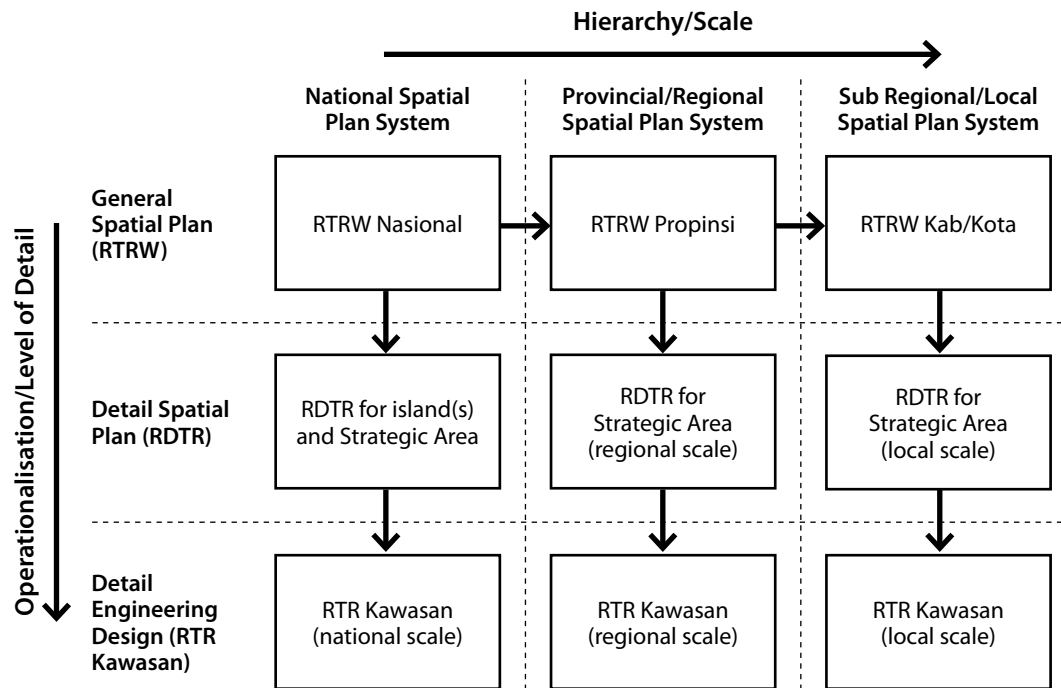 Hierarchy/Scale
National Spatial
Plan System
Provincial/Regional
Spatial Plan System
Sub Regional/Local
Spatial Plan System
Operationalisation/Level of Detail
General
Spatial Plan
(RTRW)
RTRW Nasional
RTRW Propinsi
RTRW Kab/Kota
Detail Spatial
Plan (RDTR)
RDTR for island(s)
and Strategic Area
RDTR for
Strategic Area
(regional scale)
RDTR for
Strategic Area
(local scale)
Detail
Engineering
Design (RTR
Kawasan)
RTR Kawasan
(national scale)
RTR Kawasan
(regional scale)
RTR Kawasan
(local scale)